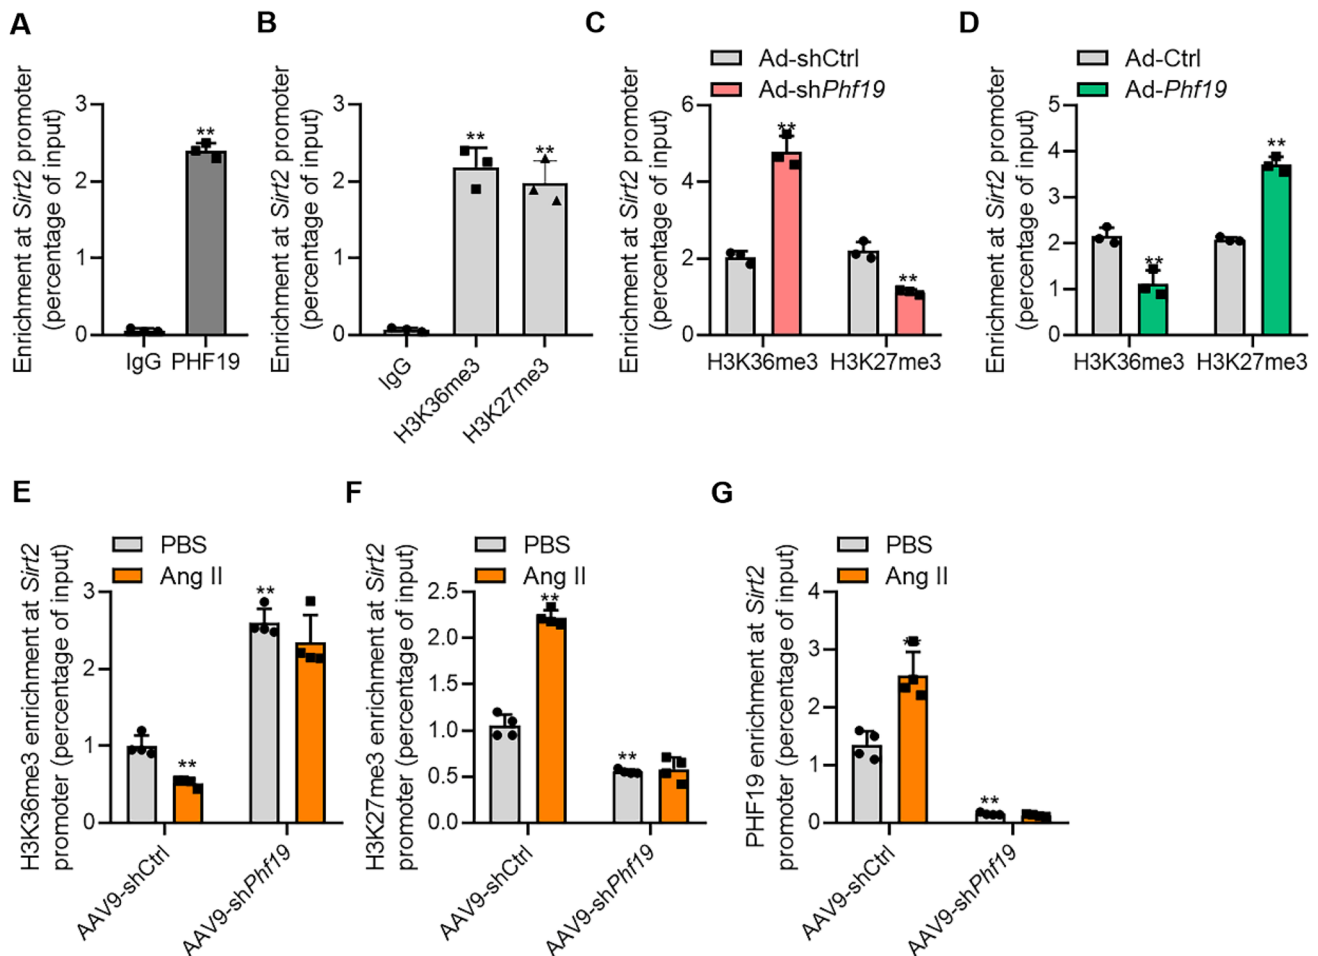 A
Enrichment at Sirt2 promoter
(percentage of input)
3
2
1
0
**
IgG PHF19
B
Enrichment at Sirt2 promoter
(percentage of input)
3
2
1
0
**
**
IgG
H3K36me3
H3K27me3
C
Ad-shCtrl
Ad-shPhf19
Enrichment at Sirt2 promoter
(percentage of input)
6
4
2
0
**
**
H3K36me3 H3K27me3
D
Ad-Ctrl
Ad-Phf19
Enrichment at Sirt2 promoter
(percentage of input)
5
4
3
2
1
0
**
**
H3K36me3 H3K27me3
E
PBS
Ang II
H3K36me3 enrichment at Sirt2
promoter (percentage of input)
3
2
1
0
**
**
AAV9-shCtrl
AAV9-shPhf19
F
PBS
Ang II
H3K27me3 enrichment at Sirt2
promoter (percentage of input)
2.5
2.0
1.5
1.0
0.5
0.0
**
**
AAV9-shCtrl
AAV9-shPhf19
G
PBS
Ang II
PHF19 enrichment at Sirt2
promoter (percentage of input)
4
3
2
1
0
**
**
AAV9-shCtrl
AAV9-shPhf19